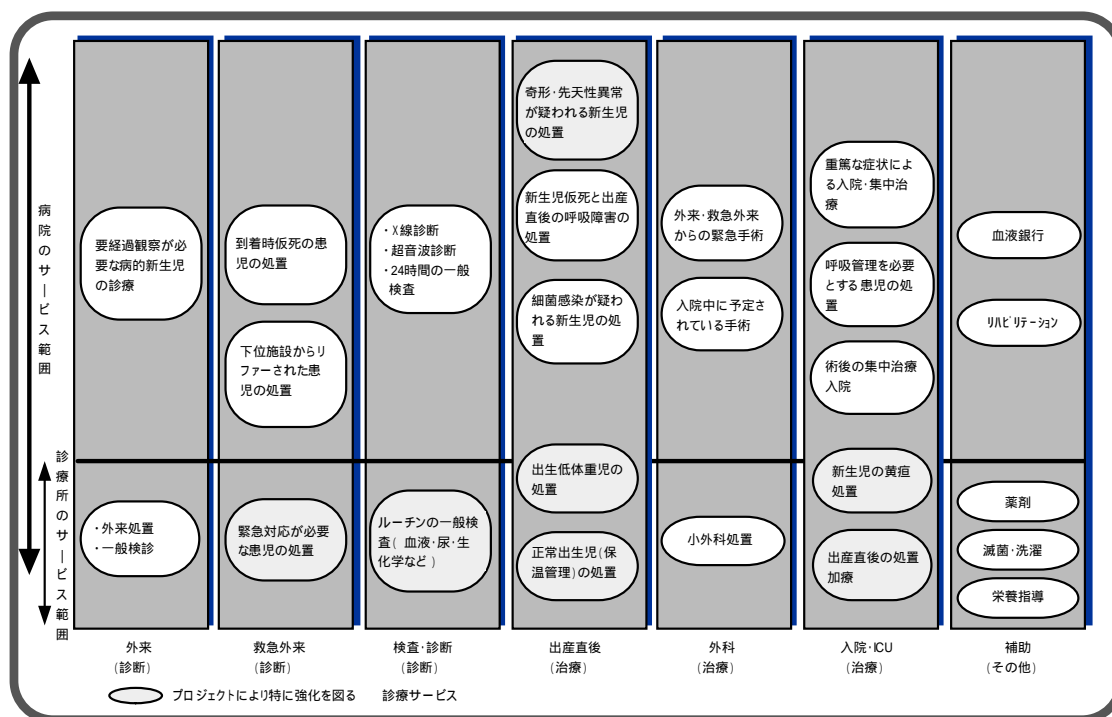 病院のサービス範囲
診療所のサービス範囲
要経過観察が必
要な病的新生児
の診療
・外来処置
・一般検診
外来
(診断)
到着時仮死の患
児の処置
下位施設からリ
ファーされた患
児の処置
緊急対応が必要
な患児の処置
救急外来
(診断)
・X線診断
・超音波診断
・24時間の一般
検査
ルーチンの一般検
査(血液・尿・生
化学など)
検査・診断
(診断)
奇形・先天性異常
が疑われる新生児
の処置
新生児仮死と出産
直後の呼吸障害の
処置
細菌感染が疑わ
れる新生児の処
置
出生低体重児の
処置
正常出生児(保
温管理)の処置
出産直後
(治療)
外来・救急外来
からの緊急手術
入院中に予定さ
れている手術
小外科処置
外科
(治療)
重篤な症状によ
る入院・集中治
療
呼吸管理を必要
とする患児の処
置
術後の集中治療
入院
新生児の黄疸
処置
出産直後の処置
加療
入院・ICU
(治療)
血液銀行
リハビリテーション
薬剤
滅菌・洗濯
栄養指導
補助
(その他)
プロジェクトにより特に強化を図る 診療サービス